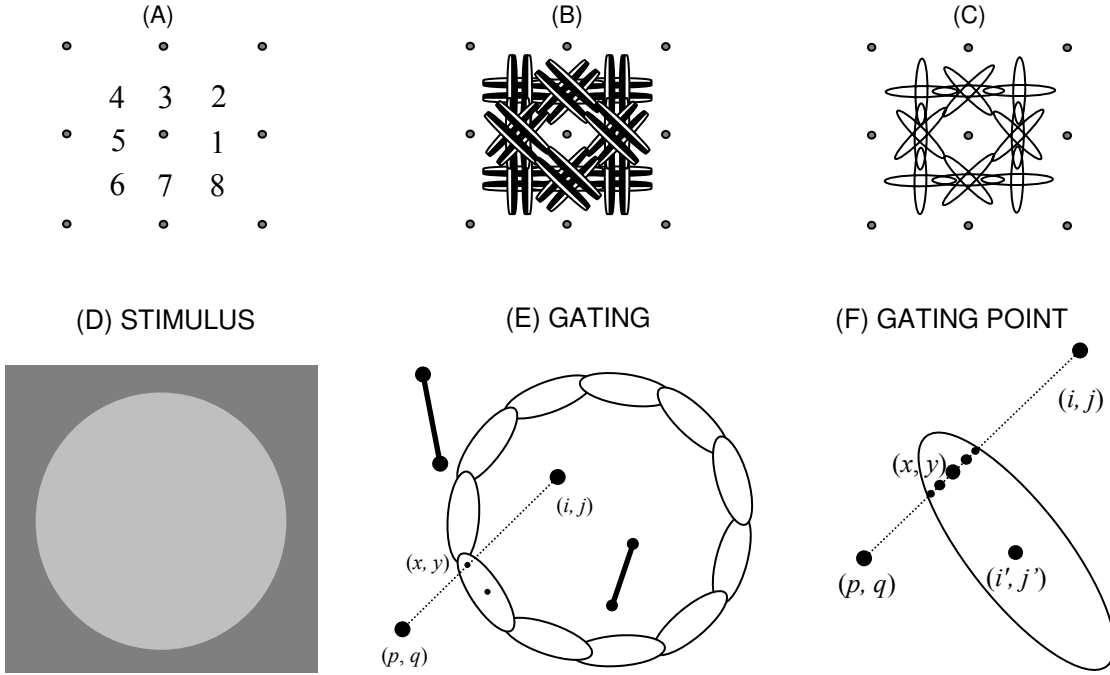 (A)
(B)
(C)
4 3 2
5 1
6 7 8
(D) STIMULUS
(E) GATING
(F) GATING POINT
(i, j)
(x, y)
(p, q)
(i, j)
(x, y)
(p, q)
(i', j’)